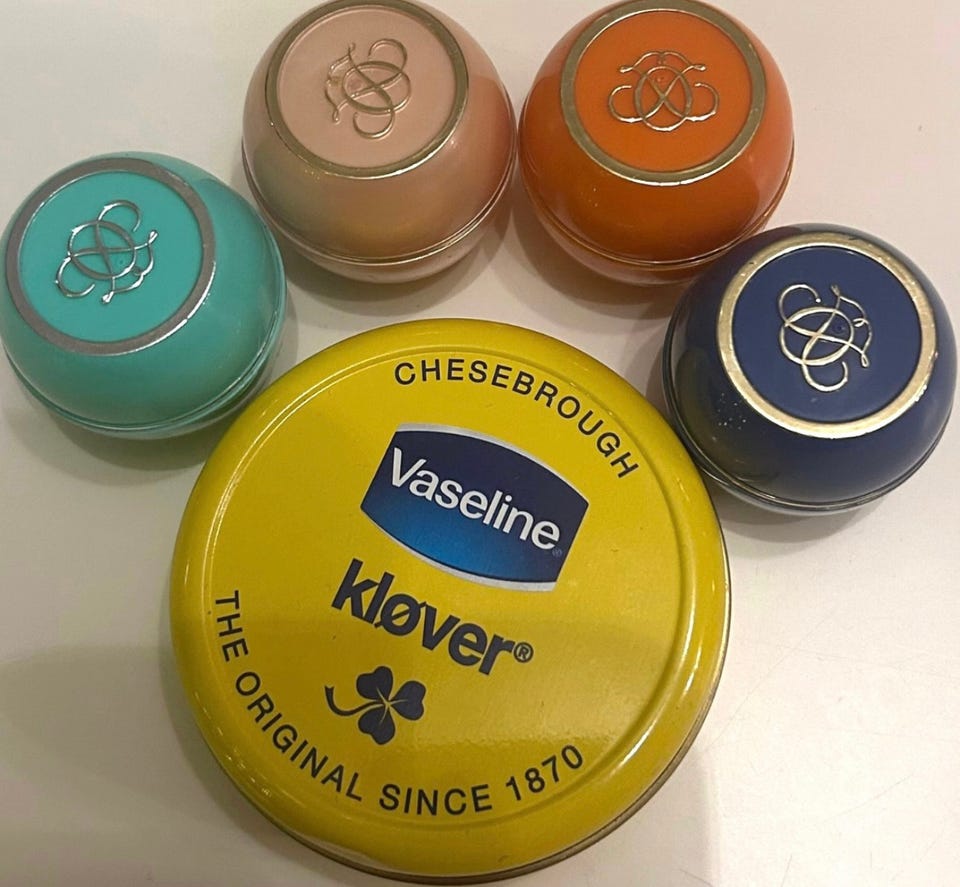 CHESEBROUGH
Vaseline®
kløver®
THE ORIGINAL SINCE 1870